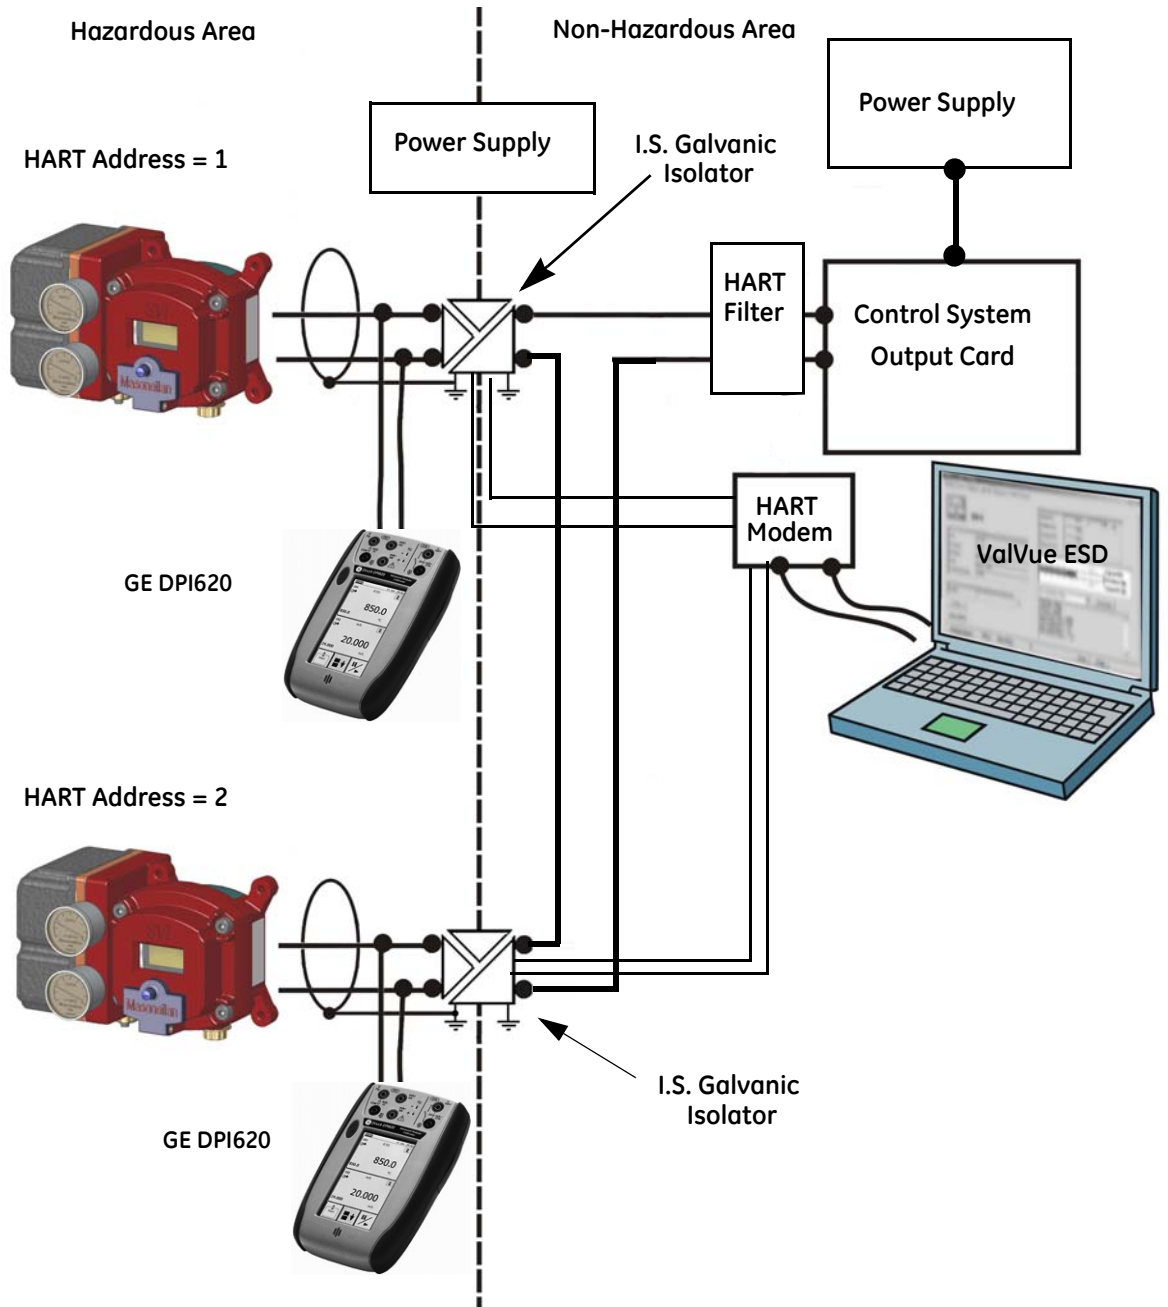 Hazardous Area
Non-Hazardous Area
Power Supply
Power Supply
I.S. Galvanic
Isolator
HART Address = 1
HART
Filter
Control System
Output Card
Masoneilan
HART
Modem
ValVue ESD
GE DPI620
850.0
20.000
HART Address = 2
Masoneilan
I.S. Galvanic
Isolator
GE DPI620
850.0
20.000